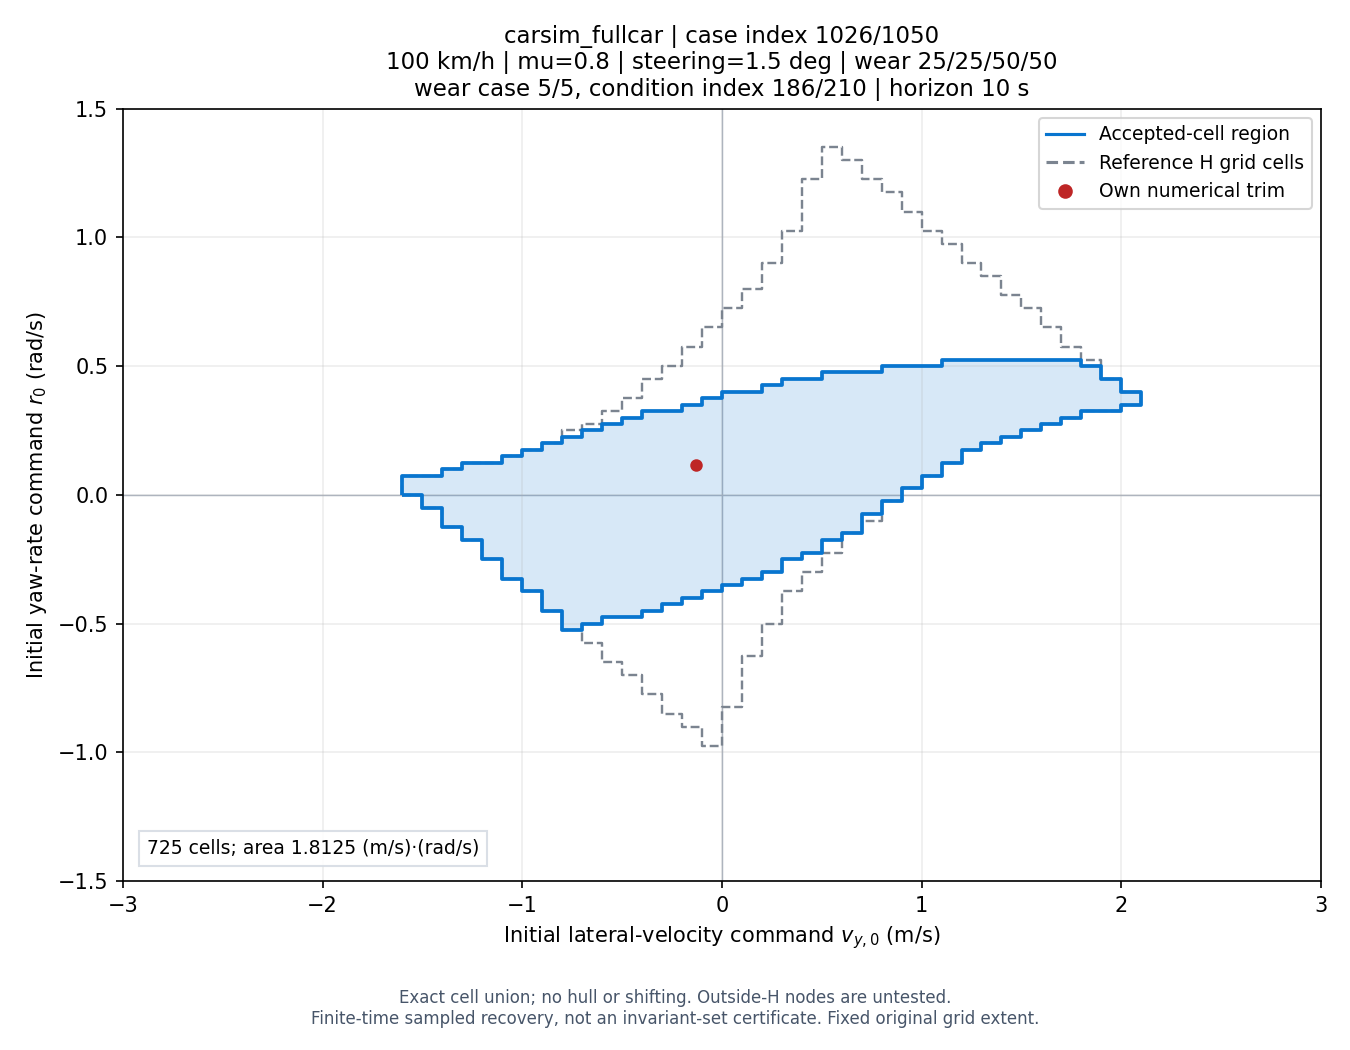 carsim_fullcar | case index 1026/1050
100 km/h | mu=0.8 | steering=1.5 deg | wear 25/25/50/50
wear case 5/5, condition index 186/210 | horizon 10 s
Accepted-cell region
Reference H grid cells
Own numerical trim
1.5
1.0
0.5
0.0
−0.5
−1.0
−1.5
Initial yaw-rate command r0 (rad/s)
725 cells; area 1.8125 (m/s)·(rad/s)
−3 −2 −1 0 1 2 3
Initial lateral-velocity command vy,0 (m/s)
Exact cell union; no hull or shifting. Outside-H nodes are untested.
Finite-time sampled recovery, not an invariant-set certificate. Fixed original grid extent.